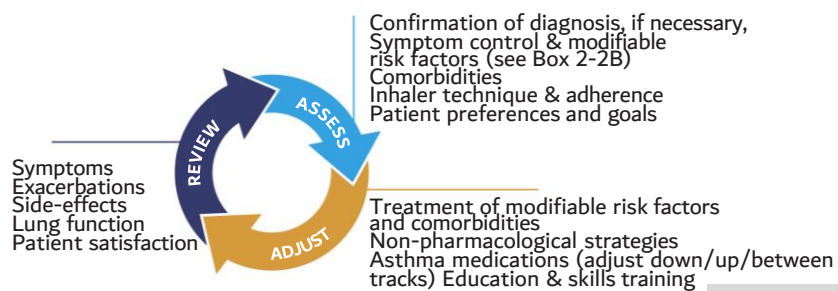 Confirmation of diagnosis, if necessary,
Symptom control & modifiable
risk factors (see Box 2-2B)
Comorbidities
Inhaler technique & adherence
Patient preferences and goals
ASSESS
REVIEW
Symptoms
Exacerbations
Side-effects
Lung function
Patient satisfaction
ADJUST
Treatment of modifiable risk factors
and comorbidities
Non-pharmacological strategies
Asthma medications (adjust down/up/between
tracks) Education & skills training